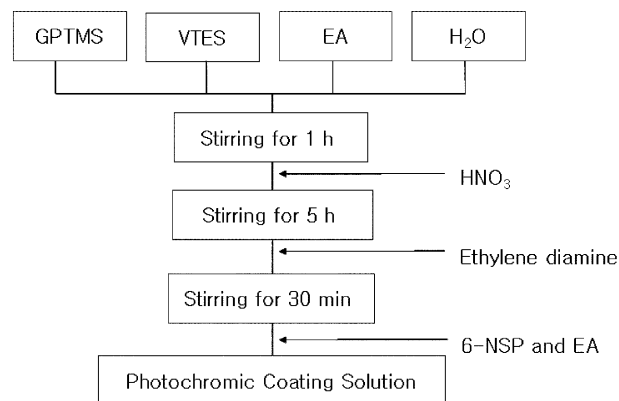 GPTMS
VTES
EA
H₂O
Stirring for 1 h
HNO₃
Stirring for 5 h
Ethylene diamine
Stirring for 30 min
6-NSP and EA
Photochromic Coating Solution